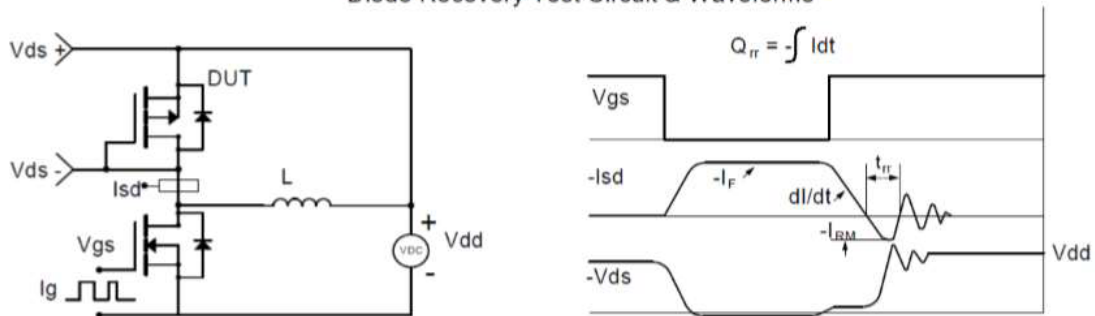 Diode Recovery Test Circuit & Waveforms
Vds +
DUT
Vds -
Isd
L
Vgs
Ig
VDC
+
Vdd
-
Qrr = -∫ Idt
Vgs
-Isd
-IF
dI/dt
trr
-IRM
-Vds
Vdd